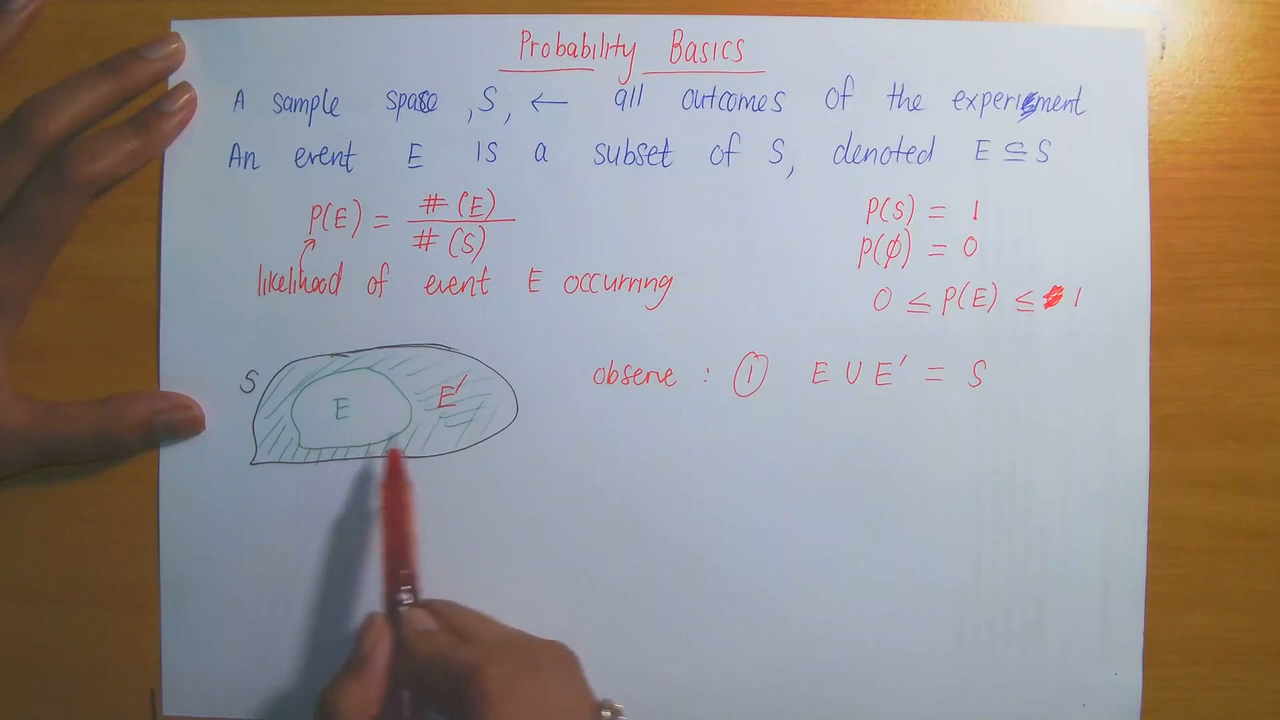 Probability Basics
A sample space, S, ← all outcomes of the experiment
An event E is a subset of S, denoted E ⊆ S
P(E) = #(E) / #(S)
likelihood of event E occurring
P(S) = 1
P(∅) = 0
0 ≤ P(E) ≤ 1
S
E
E′
observe : ① E ∪ E′ = S